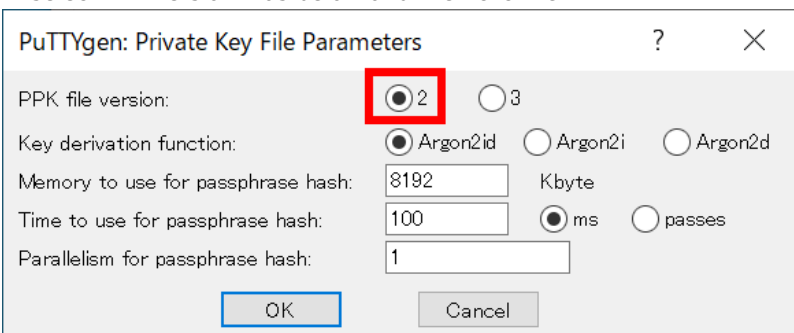 PuTTYgen: Private Key File Parameters ? ×
PPK file version: 2 3
Key derivation function: Argon2id Argon2i Argon2d
Memory to use for passphrase hash: 8192 Kbyte
Time to use for passphrase hash: 100 ms passes
Parallelism for passphrase hash: 1
OK Cancel